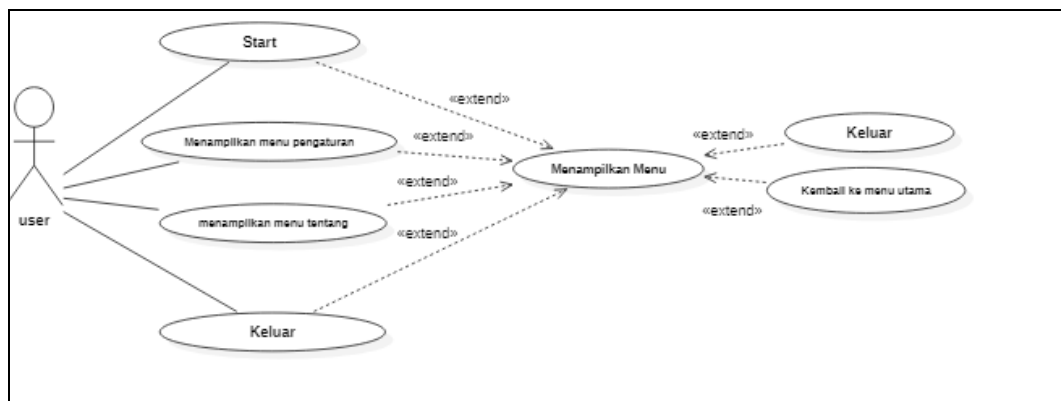 Start
«extend»
Menampilkan menu pengaturan
«extend»
«extend»
Keluar
Menampilkan Menu
«extend»
Kembali ke menu utama
user
menampilkan menu tentang
«extend»
«extend»
Keluar